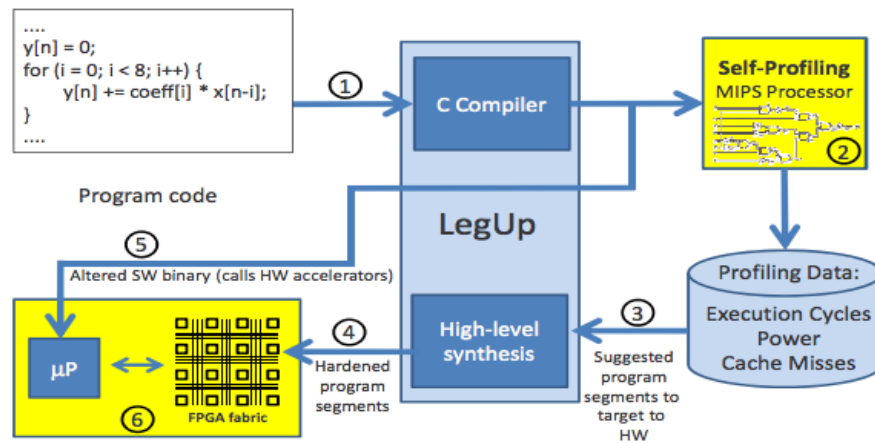 ....
y[n] = 0;
for (i = 0; i < 8; i++) {
y[n] += coeff[i] * x[n-i];
}
....
Program code
1
C Compiler
LegUp
High-level
synthesis
Self-Profiling
MIPS Processor
2
Profiling Data:
Execution Cycles
Power
Cache Misses
3
Suggested
program
segments to
target to
HW
4
Hardened
program
segments
5
Altered SW binary (calls HW accelerators)
μP
FPGA fabric
6